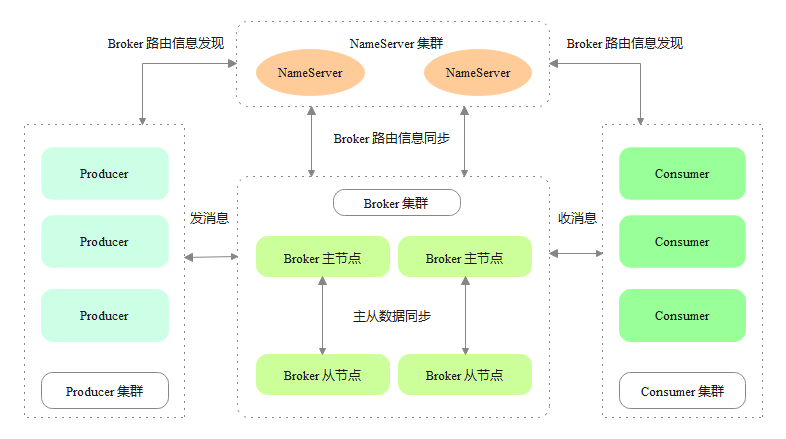 Broker 路由信息发现
NameServer 集群
Broker 路由信息发现
NameServer
NameServer
Broker 路由信息同步
Producer
Producer
Producer
Producer 集群
发消息
Broker 集群
Broker 主节点
Broker 主节点
主从数据同步
Broker 从节点
Broker 从节点
收消息
Consumer
Consumer
Consumer
Consumer 集群